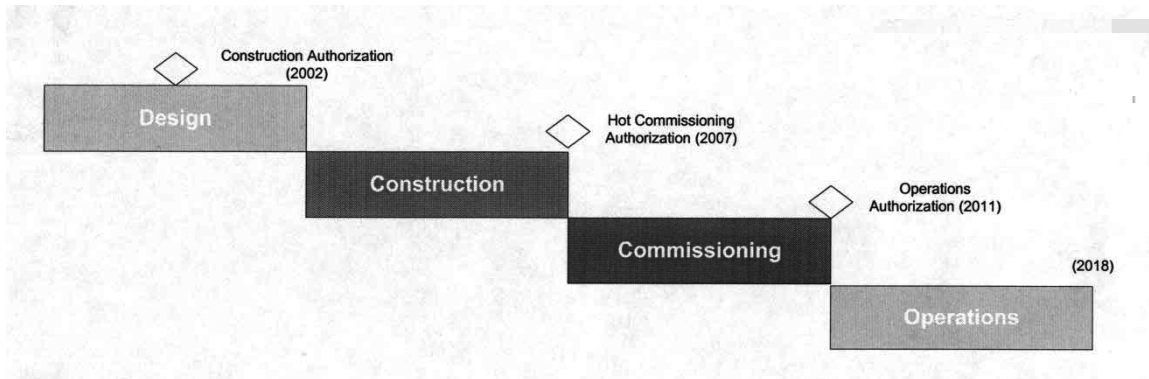 Construction Authorization
(2002)
Design
Hot Commissioning
Authorization (2007)
Construction
Operations
Authorization (2011)
Commissioning
(2018)
Operations